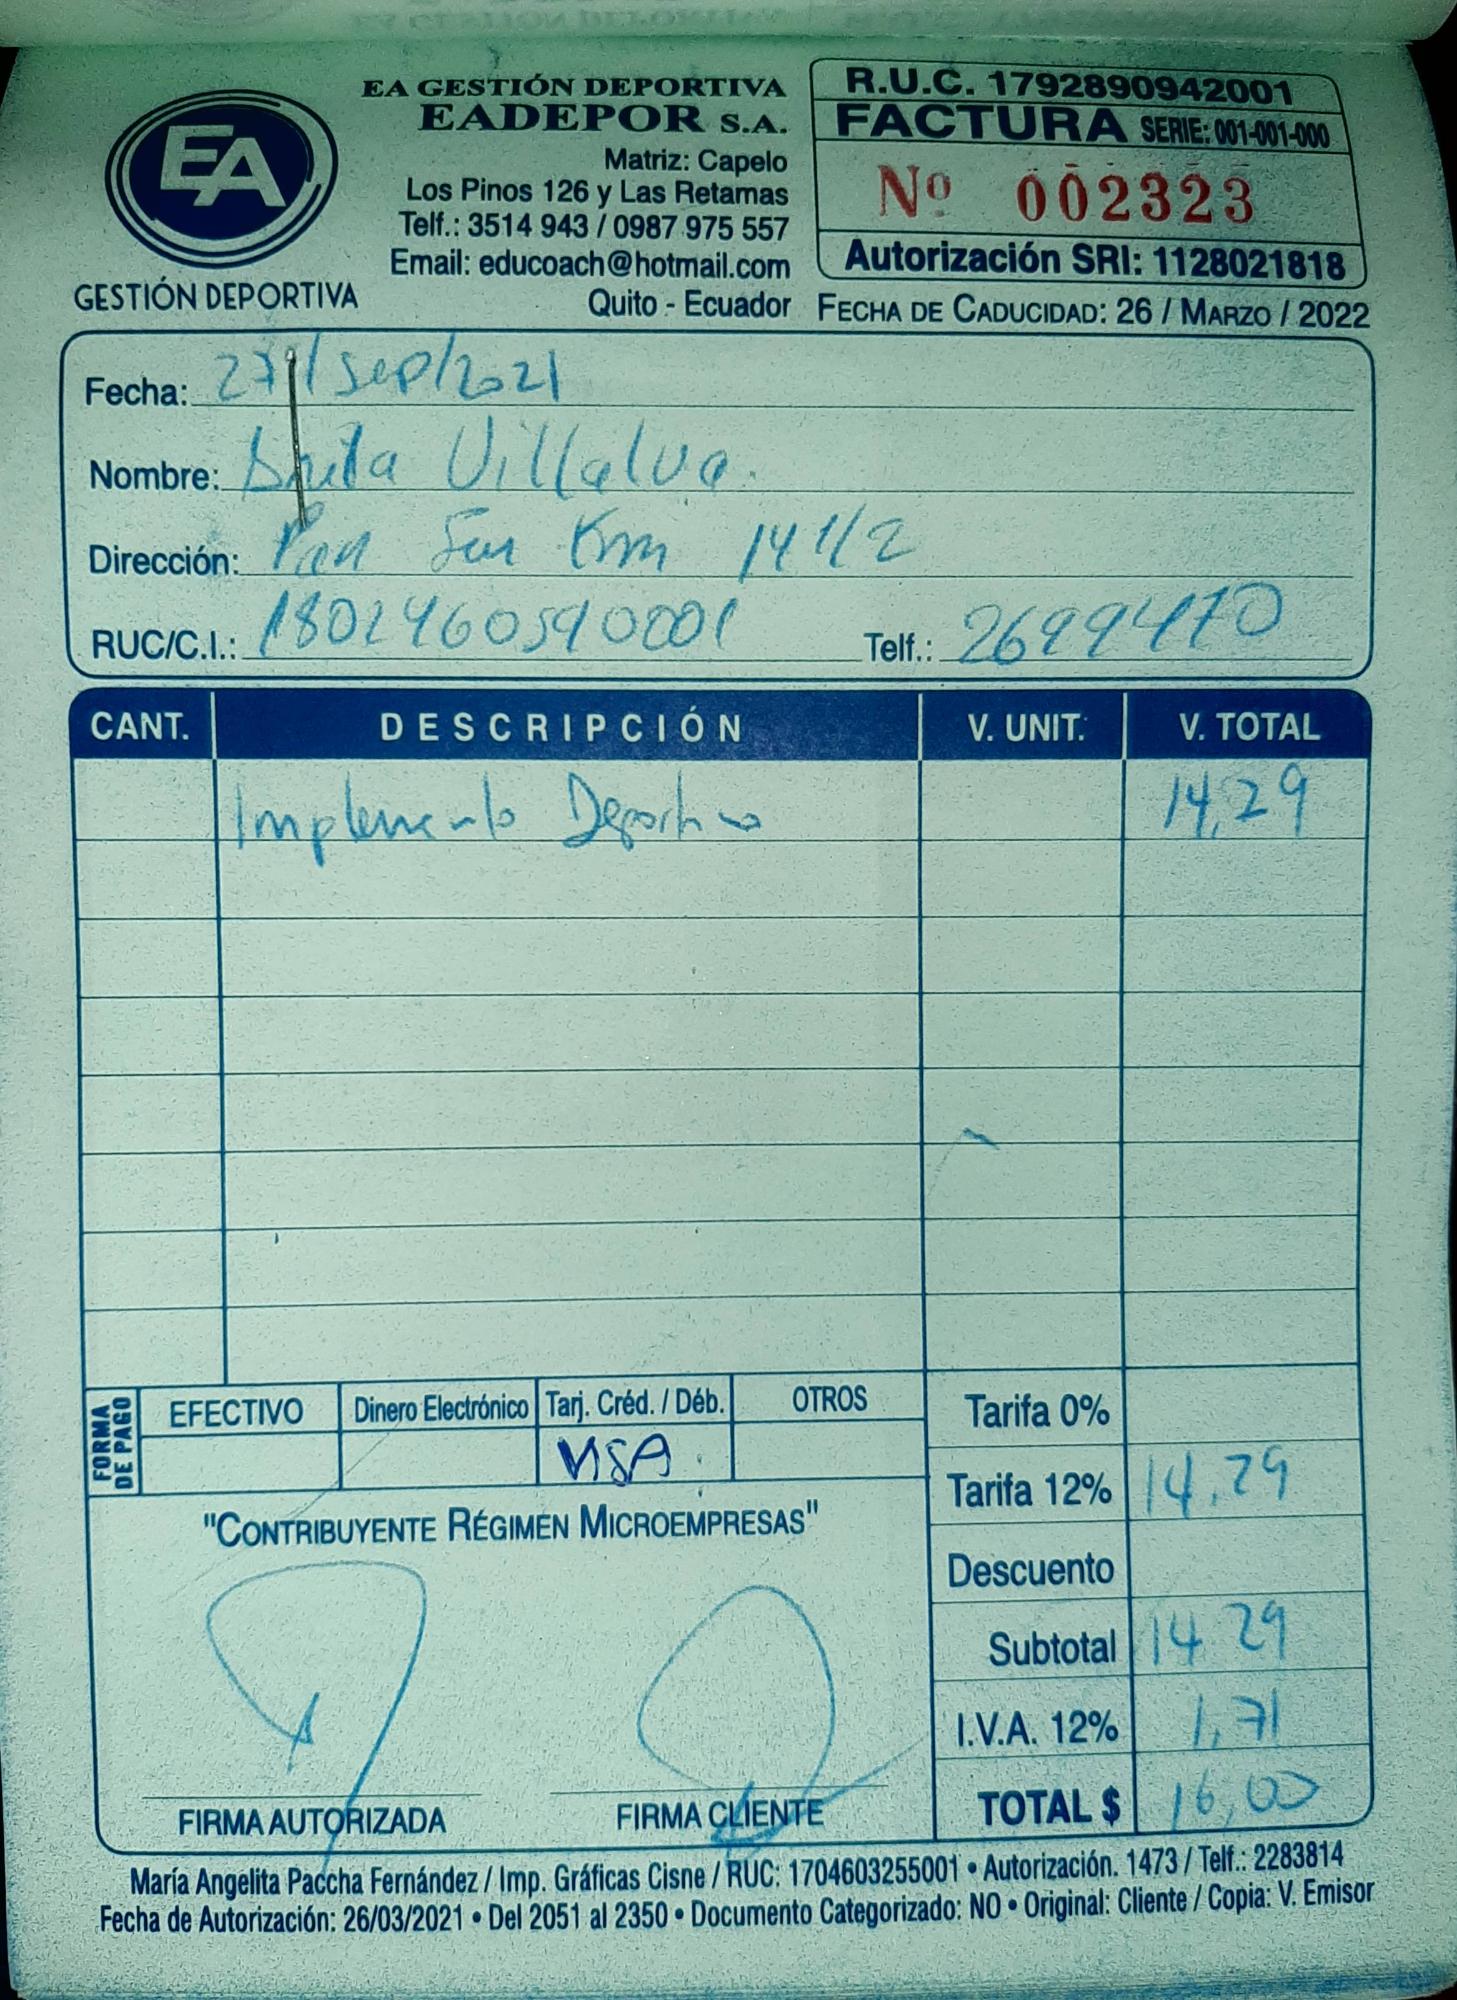 EA GESTIÓN DEPORTIVA
EADEPOR S.A.
Matriz: Capelo
Los Pinos 126 y Las Retamas
Telf.: 3514 943 / 0987 975 557
Email: educoach@hotmail.com
Quito - Ecuador
EA
GESTIÓN DEPORTIVA
R.U.C. 1792890942001
FACTURA SERIE: 001-001-000
Nº 002323
Autorización SRI: 1128021818
FECHA DE CADUCIDAD: 26 / MARZO / 2022
Fecha: 27/Sep/2021
Nombre: Villalva.
Dirección: Pan Sur Km 14 1/2
RUC/C.I.: 1802460590001 Telf.: 2699470
CANT. DESCRIPCIÓN V. UNIT. V. TOTAL
Implemento Deportivo 14,29
FORMA DE PAGO
EFECTIVO Dinero Electrónico Tarj. Créd. / Déb. OTROS
VISA
"CONTRIBUYENTE RÉGIMEN MICROEMPRESAS"
Tarifa 0%
Tarifa 12% 14,29
Descuento
Subtotal 14.29
I.V.A. 12% 1,71
TOTAL $ 16,00
FIRMA AUTORIZADA FIRMA CLIENTE
María Angelita Paccha Fernández / Imp. Gráficas Cisne / RUC: 1704603255001 • Autorización. 1473 / Telf.: 2283814
Fecha de Autorización: 26/03/2021 • Del 2051 al 2350 • Documento Categorizado: NO • Original: Cliente / Copia: V. Emisor